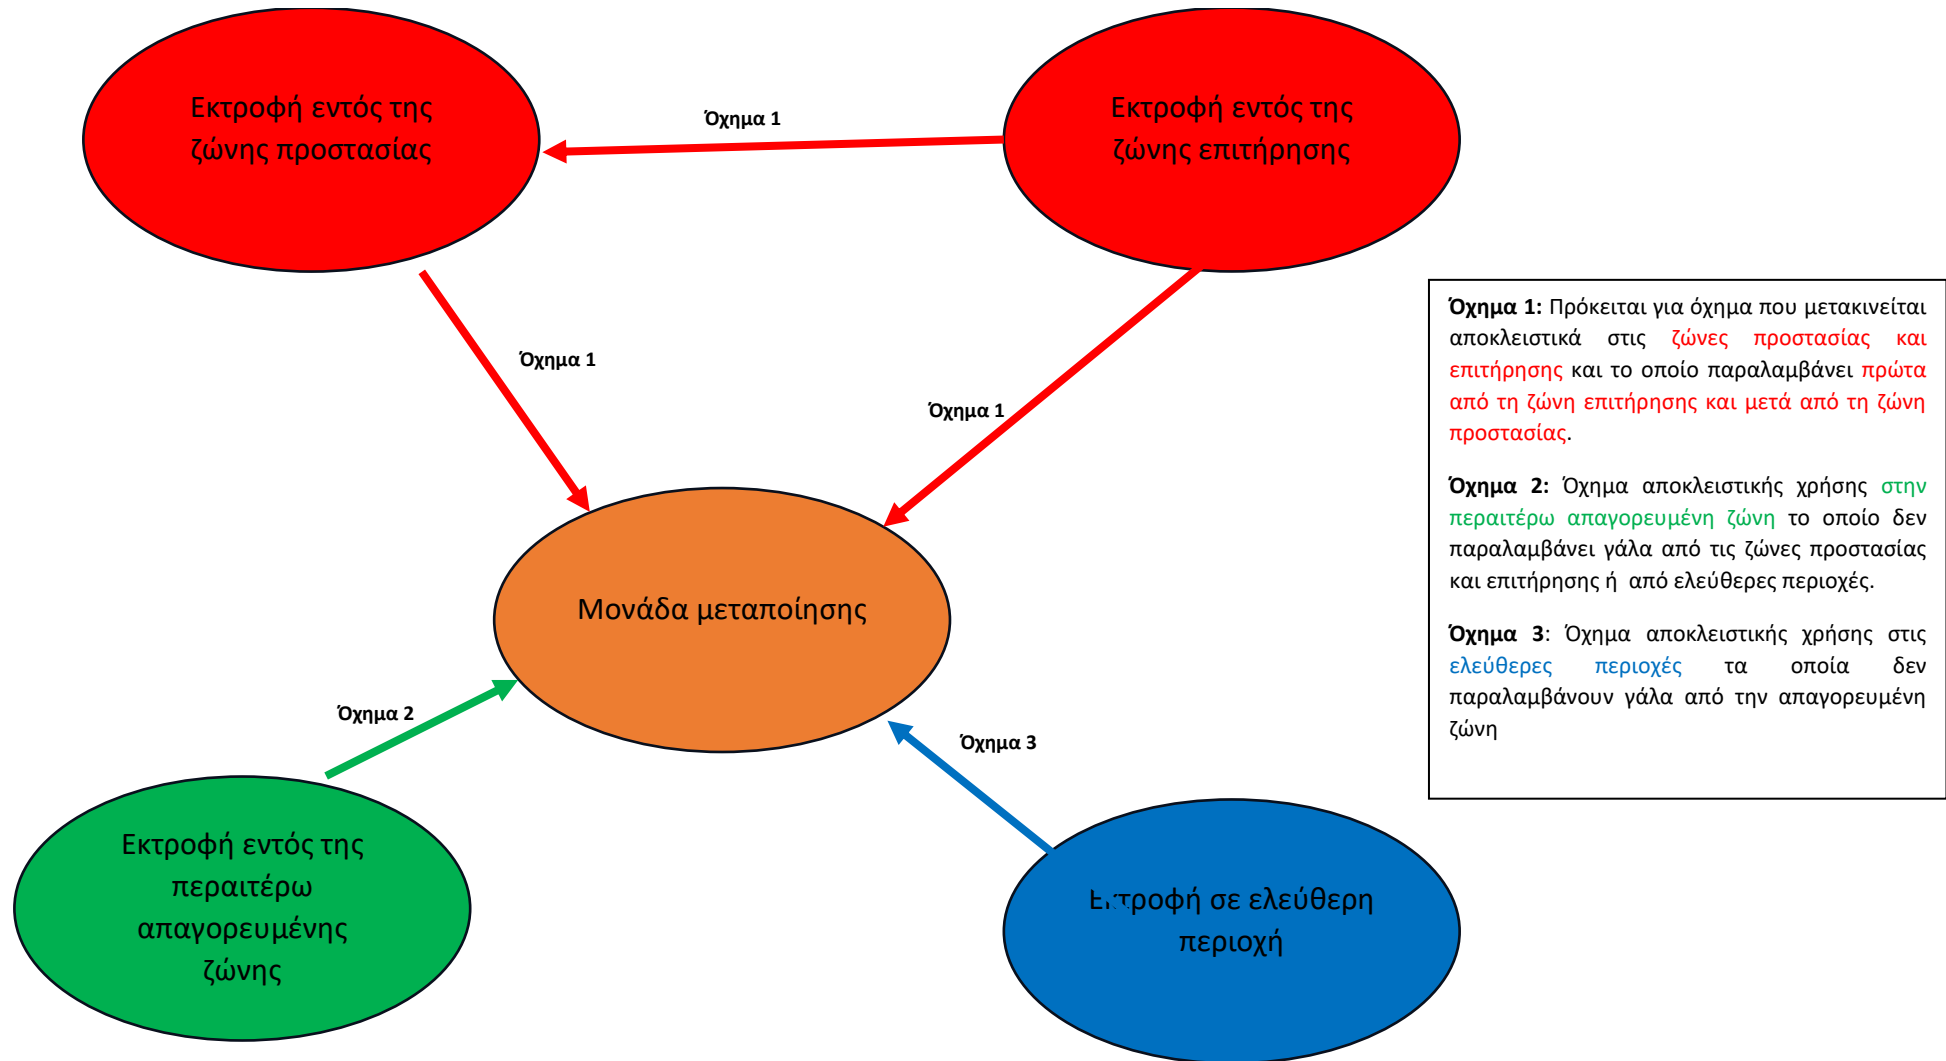 Εκτροφή εντός της
ζώνης προστασίας
Όχημα 1
Εκτροφή εντός της
ζώνης επιτήρησης
Όχημα 1
Όχημα 1
Όχημα 1: Πρόκειται για όχημα που μετακινείται
αποκλειστικά στις ζώνες προστασίας και
επιτήρησης και το οποίο παραλαμβάνει πρώτα
από τη ζώνη επιτήρησης και μετά από τη ζώνη
προστασίας.
Όχημα 2: Όχημα αποκλειστικής χρήσης στην
περαιτέρω απαγορευμένη ζώνη το οποίο δεν
παραλαμβάνει γάλα από τις ζώνες προστασίας
και επιτήρησης ή από ελεύθερες περιοχές.
Όχημα 3: Όχημα αποκλειστικής χρήσης στις
ελεύθερες περιοχές τα οποία δεν
παραλαμβάνουν γάλα από την απαγορευμένη
ζώνη
Μονάδα μεταποίησης
Όχημα 2
Όχημα 3
Εκτροφή εντός της
περαιτέρω
απαγορευμένης
ζώνης
Εκτροφή σε ελεύθερη
περιοχή